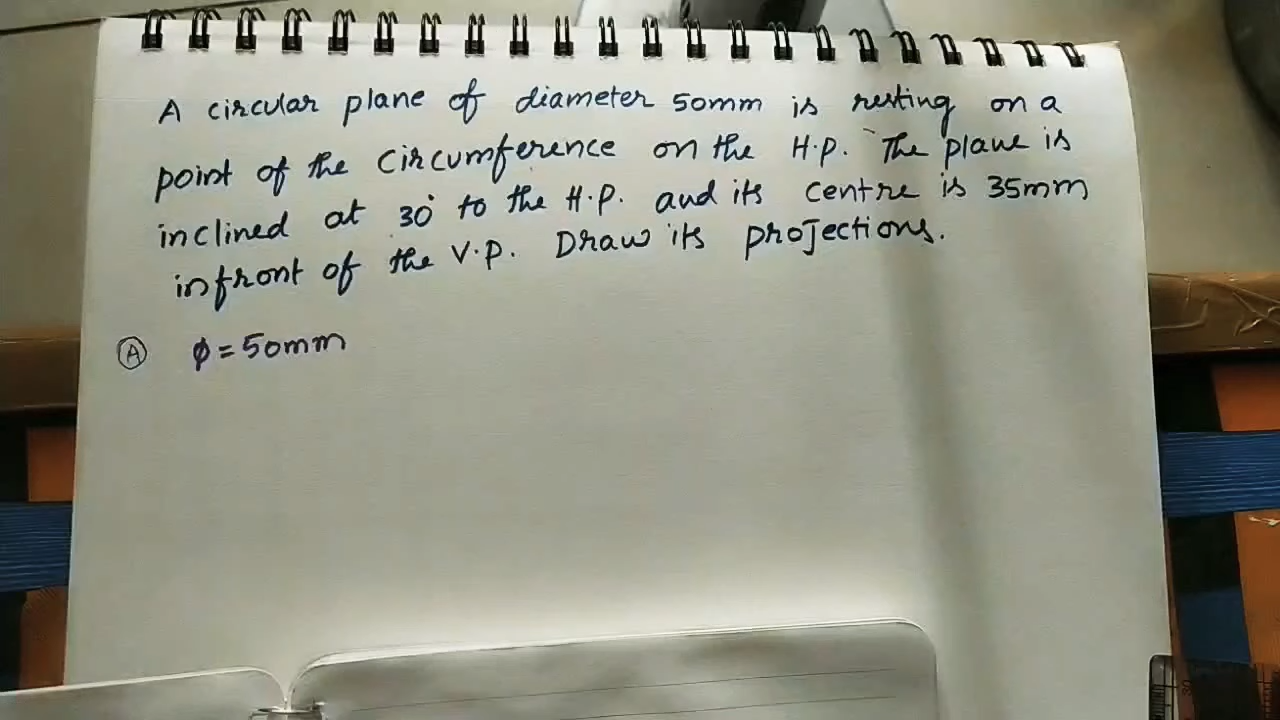 A circular plane of diameter 50mm is resting on a
point of the circumference on the H.P. The plane is
inclined at 30° to the H.P. and its centre is 35mm
infront of the V.P. Draw its projections.
A ϕ = 50mm
30